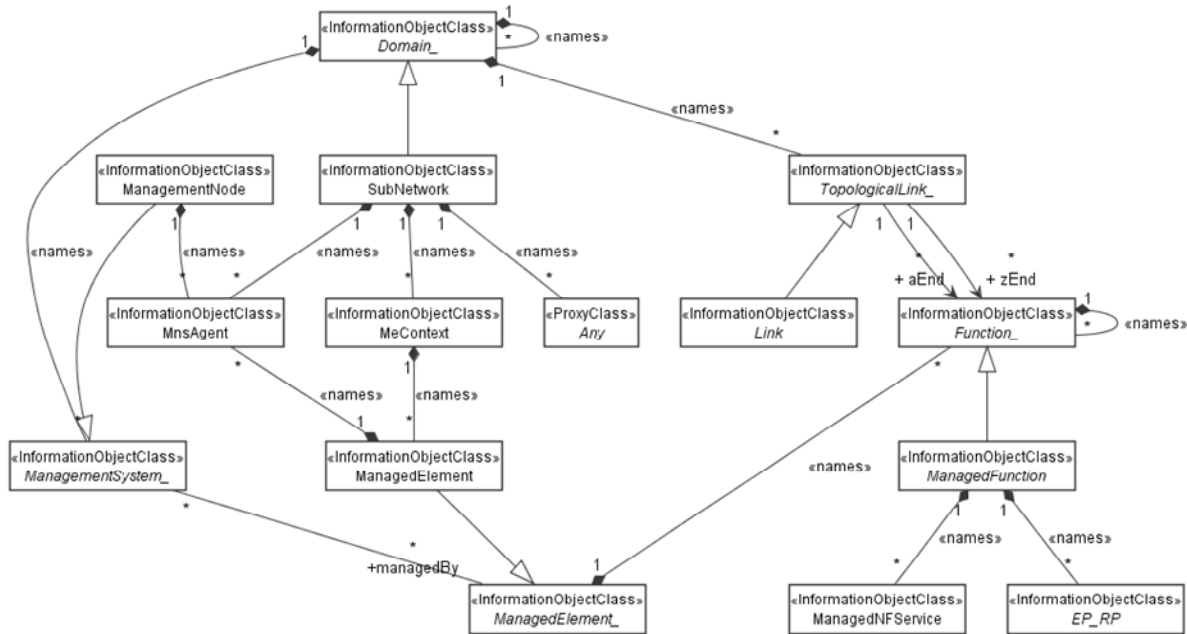 1
1
«InformationObjectClass»
Domain_
*
«names»
1
«names»
*
«InformationObjectClass»
ManagementNode
«InformationObjectClass»
SubNetwork
«InformationObjectClass»
TopologicalLink_
1
1
1
1
1
1
«names»
«names»
«names»
«names»
«names»
*
*
*
*
*
*
+ aEnd
+ zEnd
«InformationObjectClass»
MnsAgent
«InformationObjectClass»
MeContext
«ProxyClass»
Any
«InformationObjectClass»
Link
«InformationObjectClass»
Function_
1
*
«names»
*
1
*
«names»
«names»
1
*
*
«InformationObjectClass»
ManagementSystem_
«InformationObjectClass»
ManagedElement
«InformationObjectClass»
ManagedFunction
«names»
*
1
1
*
«names»
«names»
+managedBy
1
*
*
«InformationObjectClass»
ManagedElement_
«InformationObjectClass»
ManagedNFService
«InformationObjectClass»
EP_RP